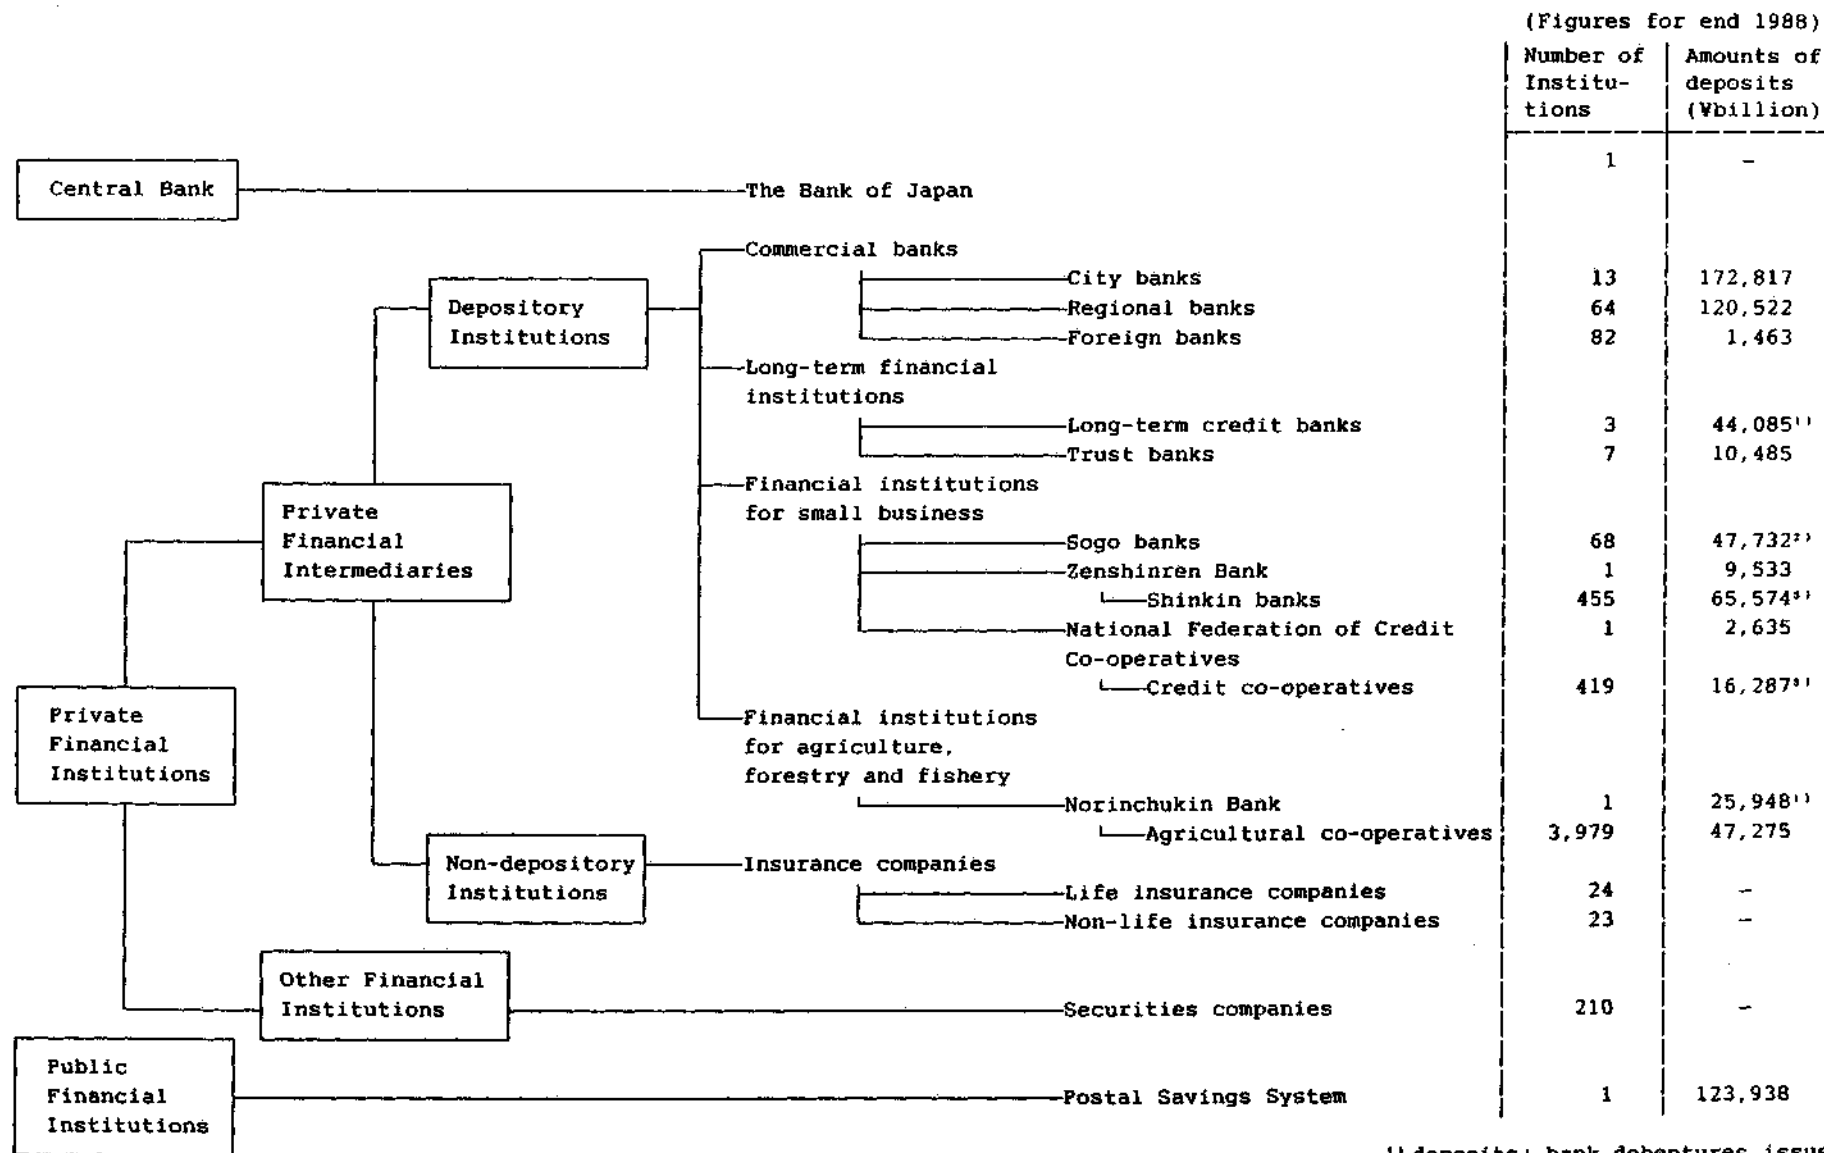 (Figures for end 1988)
Number of Institu- tions
Amounts of deposits (¥billion)
Central Bank
The Bank of Japan 1 –
Commercial banks
City banks 13 172,817
Depository Institutions
Regional banks 64 120,522
Foreign banks 82 1,463
Long-term financial
institutions
Long-term credit banks 3 44,085¹⁾
Trust banks 7 10,485
Financial institutions
for small business
Private Financial Intermediaries
Sogo banks 68 47,732²⁾
Zenshinren Bank 1 9,533
Shinkin banks 455 65,574³⁾
National Federation of Credit 1 2,635
Co-operatives
Credit co-operatives 419 16,287³⁾
Private Financial Institutions
Financial institutions
for agriculture,
forestry and fishery
Norinchukin Bank 1 25,948¹⁾
Agricultural co-operatives 3,979 47,275
Non-depository Institutions
Insurance companies
Life insurance companies 24 –
Non-life insurance companies 23 –
Other Financial Institutions
Securities companies 210 –
Public Financial Institutions
Postal Savings System 1 123,938